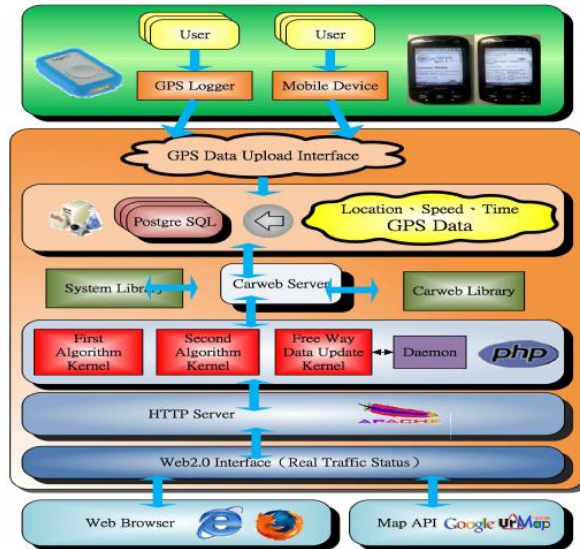 User
User
GPS Logger
Mobile Device
GPS Data Upload Interface
Postgre SQL
Location、Speed、Time
GPS Data
System Library
Carweb Server
Carweb Library
First
Algorithm
Kernel
Second
Algorithm
Kernel
Free Way
Data Update
Kernel
Daemon
php
HTTP Server
APACHE
Web2.0 Interface（Real Traffic Status）
Web Browser
Map API
Google
UrMap